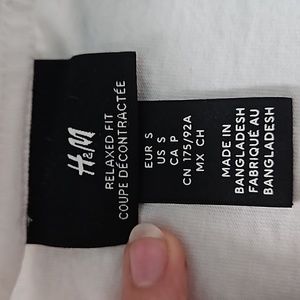 H&M
RELAXED FIT
COUPE DÉCONTRACTÉE
EUR S
US S
CA P
CN 175/92A
MX CH
MADE IN
BANGLADESH
FABRIQUÉ AU
BANGLADESH